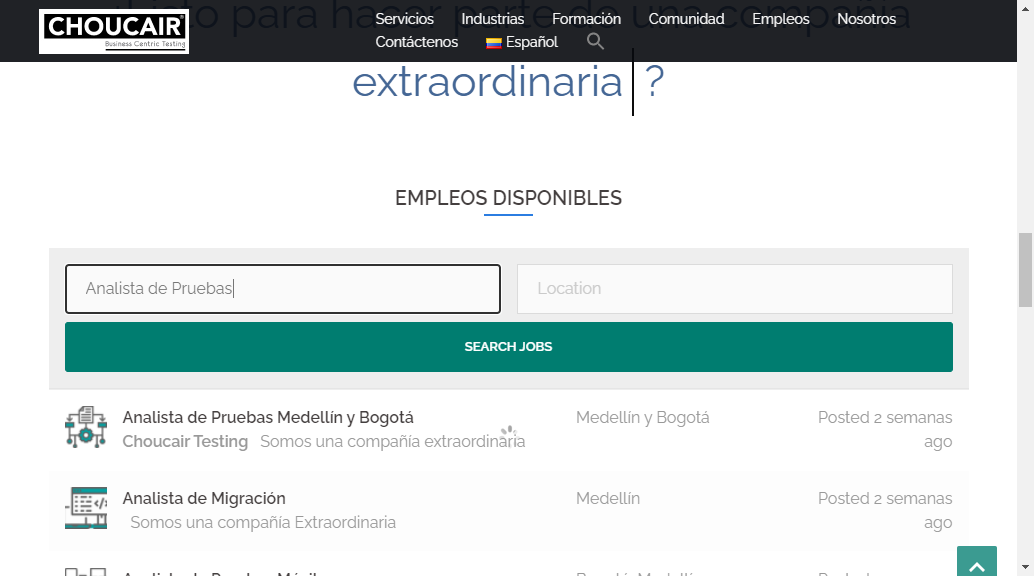 ¿Listo para hacer parte de una compañía
CHOUCAIR
Business Centric Testing
Servicios Industrias Formación Comunidad Empleos Nosotros
Contáctenos Español
extraordinaria ?
EMPLEOS DISPONIBLES
Analista de Pruebas
Location
SEARCH JOBS
Analista de Pruebas Medellín y Bogotá Medellín y Bogotá Posted 2 semanas
Choucair Testing Somos una compañía extraordinaria ago
Analista de Migración Medellín Posted 2 semanas
Somos una compañía Extraordinaria ago